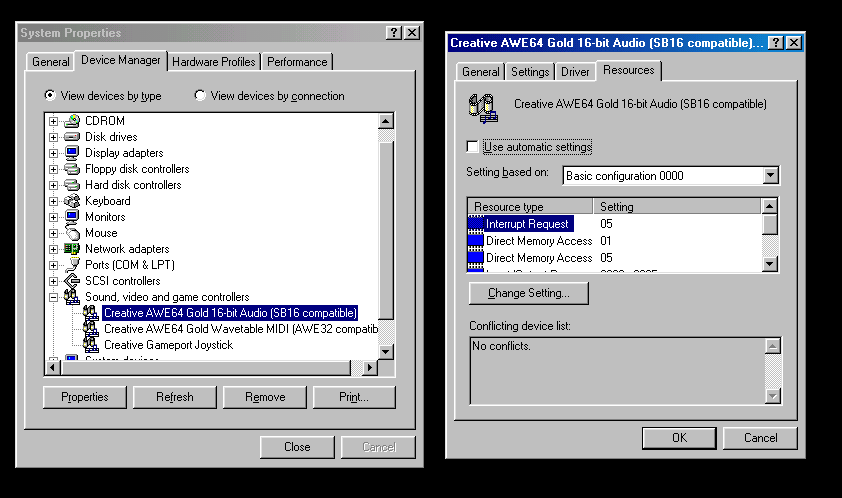 System Properties
General Device Manager Hardware Profiles Performance
View devices by type View devices by connection
CDROM
Disk drives
Display adapters
Floppy disk controllers
Hard disk controllers
Keyboard
Monitors
Mouse
Network adapters
Ports (COM & LPT)
SCSI controllers
Sound, video and game controllers
Creative AWE64 Gold 16-bit Audio (SB16 compatible)
Creative AWE64 Gold Wavetable MIDI (AWE32 compatib
Creative Gameport Joystick
Properties Refresh Remove Print...
Close Cancel
Creative AWE64 Gold 16-bit Audio (SB16 compatible)...
General Settings Driver Resources
Creative AWE64 Gold 16-bit Audio (SB16 compatible)
Use automatic settings
Setting based on: Basic configuration 0000
Resource type Setting
Interrupt Request 05
Direct Memory Access 01
Direct Memory Access 05
Change Setting...
Conflicting device list:
No conflicts.
OK Cancel